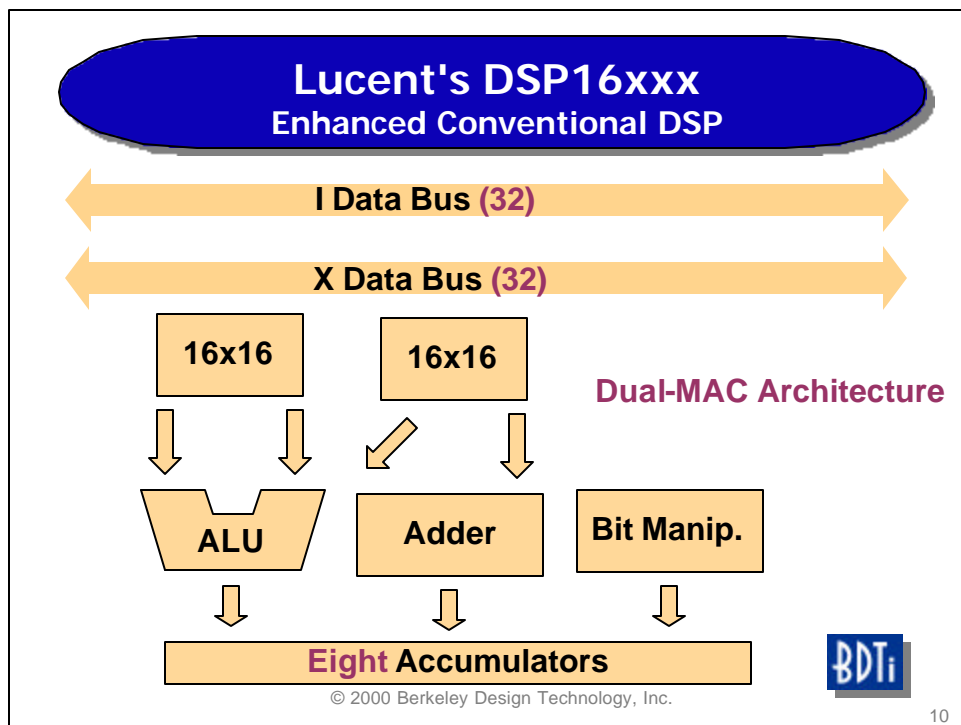 Lucent's DSP16xxx
Enhanced Conventional DSP
I Data Bus (32)
X Data Bus (32)
16x16
16x16
Dual-MAC Architecture
ALU
Adder
Bit Manip.
Eight Accumulators
BDTi
© 2000 Berkeley Design Technology, Inc.
10